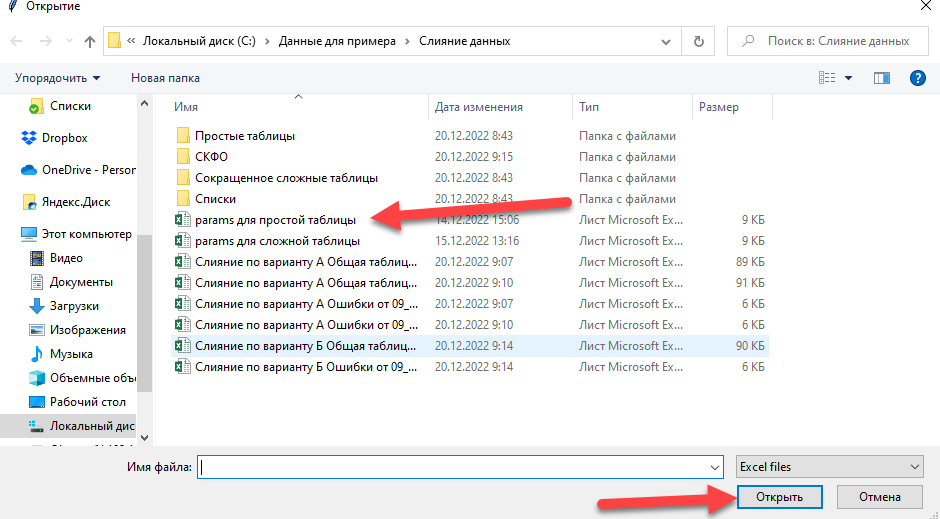 Открытие
« Локальный диск (C:) › Данные для примера › Слияние данных
Поиск в: Слияние данных
Упорядочить Новая папка
Имя Дата изменения Тип Размер
Списки
Dropbox
OneDrive - Person
Яндекс.Диск
Этот компьютер
Видео
Документы
Загрузки
Изображения
Музыка
Объемные объе
Рабочий стол
Локальный дис
Простые таблицы 20.12.2022 8:43 Папка с файлами
СКФО 20.12.2022 9:15 Папка с файлами
Сокращенное сложные таблицы 20.12.2022 8:43 Папка с файлами
Списки 20.12.2022 8:43 Папка с файлами
params для простой таблицы 14.12.2022 15:06 Лист Microsoft Ex... 9 КБ
params для сложной таблицы 15.12.2022 13:16 Лист Microsoft Ex... 9 КБ
Слияние по варианту А Общая таблиц... 20.12.2022 9:07 Лист Microsoft Ex... 89 КБ
Слияние по варианту А Общая таблиц... 20.12.2022 9:10 Лист Microsoft Ex... 91 КБ
Слияние по варианту А Ошибки от 09_... 20.12.2022 9:07 Лист Microsoft Ex... 6 КБ
Слияние по варианту А Ошибки от 09_... 20.12.2022 9:10 Лист Microsoft Ex... 6 КБ
Слияние по варианту Б Общая таблиц... 20.12.2022 9:14 Лист Microsoft Ex... 90 КБ
Слияние по варианту Б Ошибки от 09_... 20.12.2022 9:14 Лист Microsoft Ex... 6 КБ
Имя файла: Excel files
Открыть Отмена